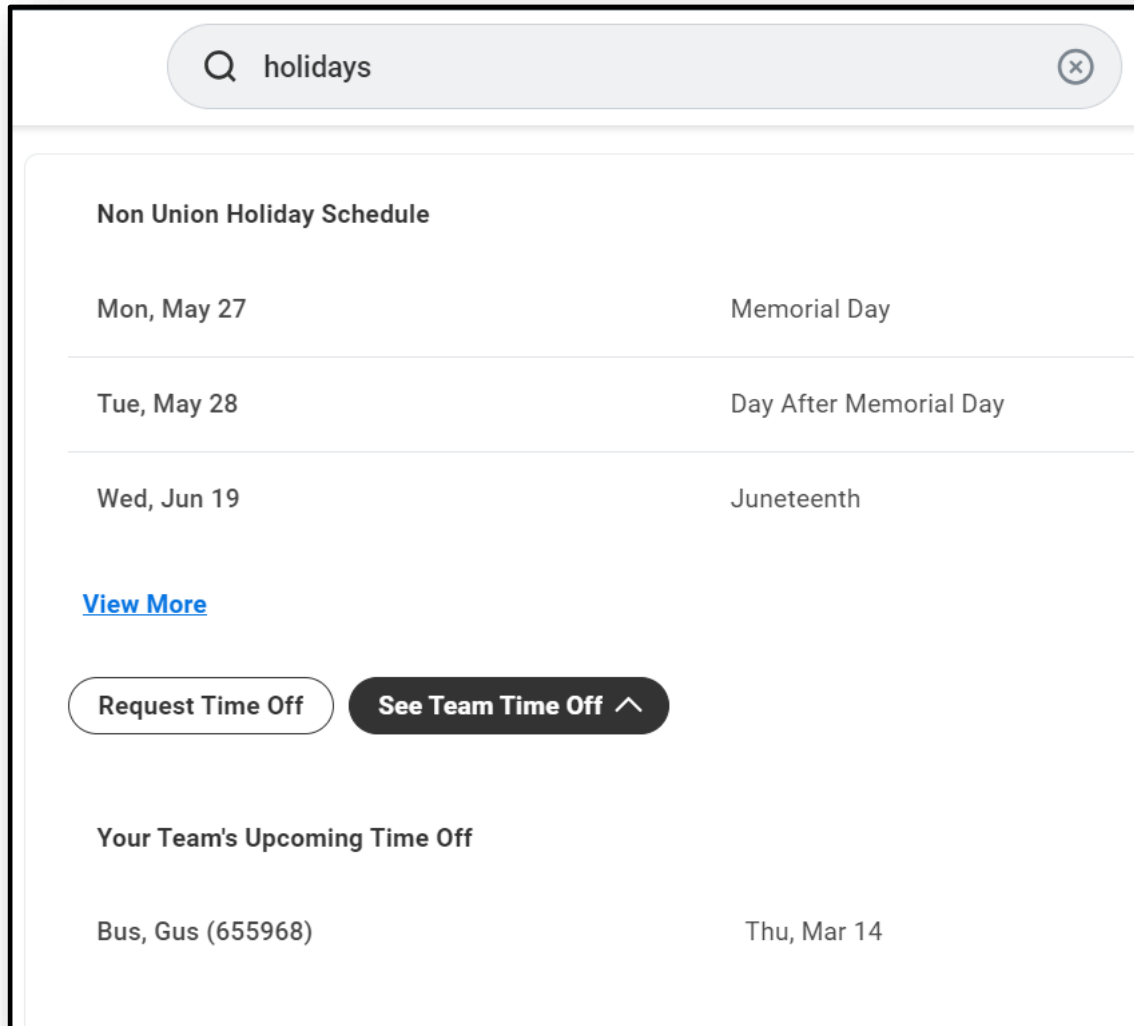 holidays
Non Union Holiday Schedule
Mon, May 27 Memorial Day
Tue, May 28 Day After Memorial Day
Wed, Jun 19 Juneteenth
View More
Request Time Off See Team Time Off
Your Team's Upcoming Time Off
Bus, Gus (655968) Thu, Mar 14